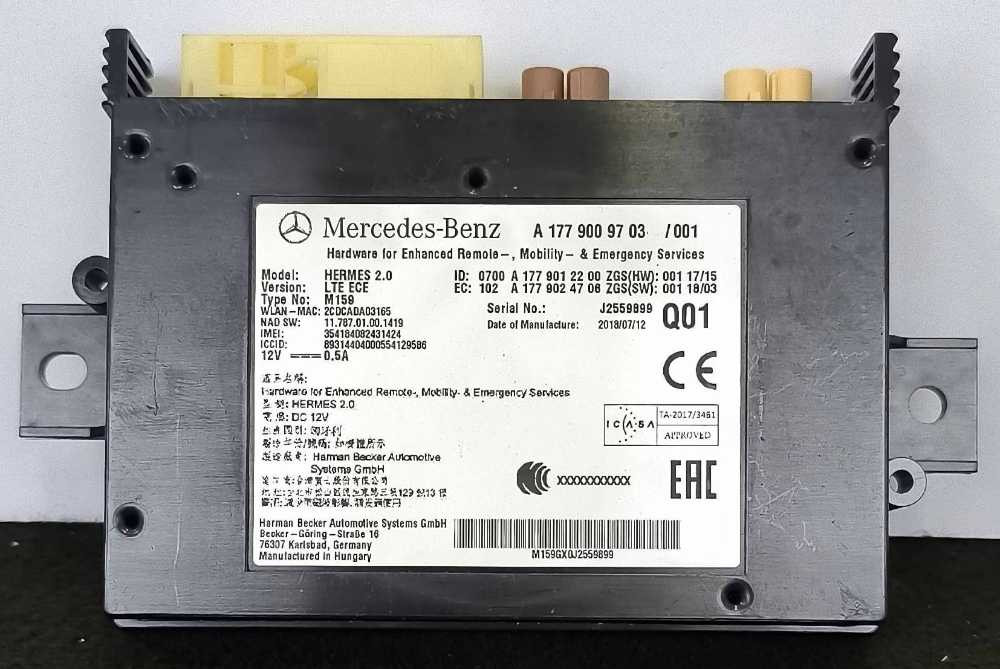 Mercedes-Benz A 177 900 97 03 /001
Hardware for Enhanced Remote-, Mobility- & Emergency Services
Model: HERMES 2.0 ID: 0700 A 177 901 22 00 ZGS(HW): 001 17/15
Version: LTE ECE EC: 102 A 177 902 47 06 ZGS(SW): 001 18/03
Type No: M159 Serial No.: J2559899 Q01
WLAN-MAC: 2CDCADA03165 Date of Manufacture: 2018/07/12
NAD SW: 11.787.01.00.1419
IMEI: 354184082431424
ICCID: 89314404000554129586
12V 0,5A
CE
Hardware for Enhanced Remote-, Mobility- & Emergency Services
HERMES 2.0
DC 12V
ICASA TA-2017/3461
APPROVED
Harman Becker Automotive
Systems GmbH
XXXXXXXXXXX
EAC
Harman Becker Automotive Systems GmbH
Becker-Göring-Straße 16
76307 Karlsbad, Germany
Manufactured in Hungary
M159GX0J2559899